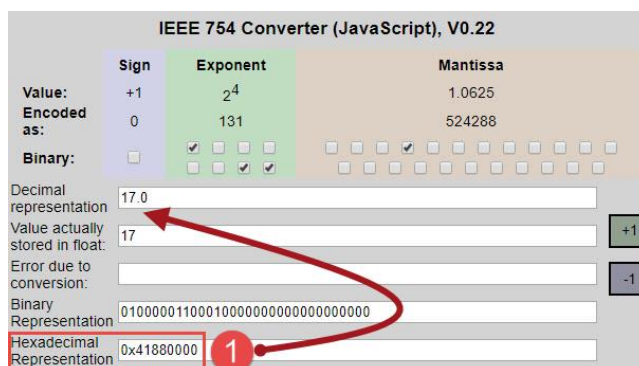 IEEE 754 Converter (JavaScript), V0.22
Sign Exponent Mantissa
Value: +1 2^4 1.0625
Encoded as: 0 131 524288
Binary:
Decimal representation 17.0
Value actually stored in float: 17
+1
Error due to conversion:
-1
Binary Representation 01000001100010000000000000000000
Hexadecimal Representation 0x41880000 1